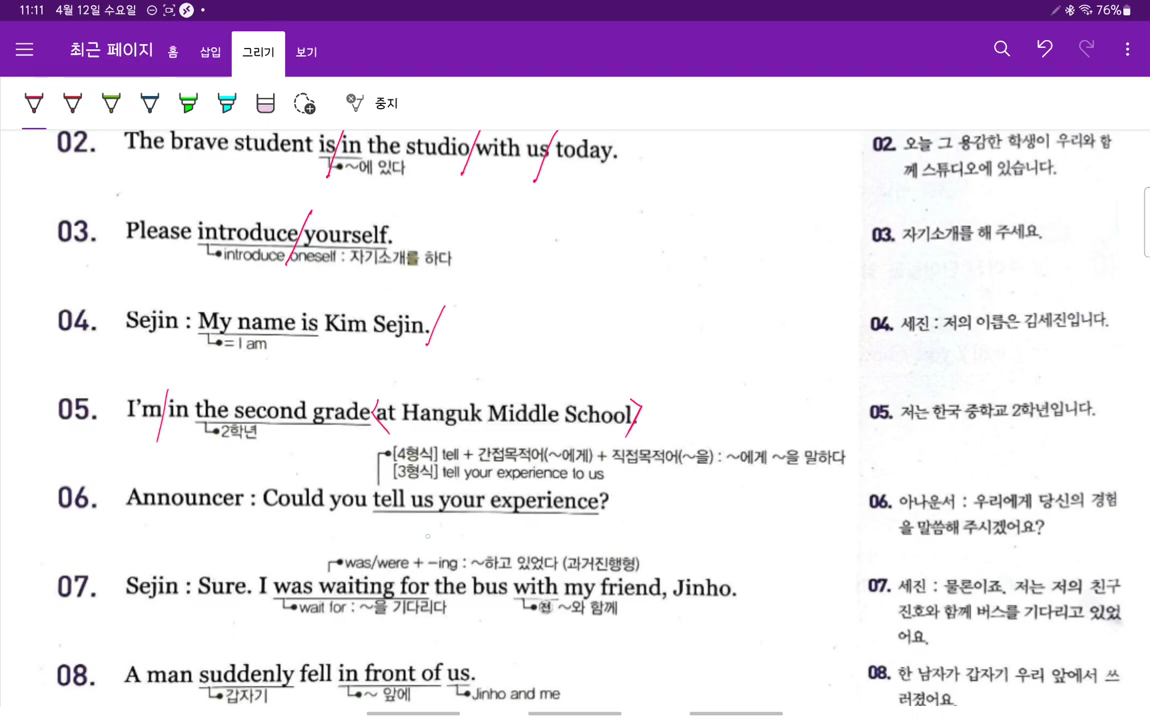 11:11 4월 12일 수요일 76%
최근 페이지 홈 삽입 그리기 보기
중지
02. The brave student is in the studio with us today.
~에 있다
02. 오늘 그 용감한 학생이 우리와 함
께 스튜디오에 있습니다.
03. Please introduce yourself.
introduce oneself : 자기소개를 하다
03. 자기소개를 해 주세요.
04. Sejin : My name is Kim Sejin.
= I am
04. 세진 : 저의 이름은 김세진입니다.
05. I'm in the second grade at Hanguk Middle School.
2학년
05. 저는 한국 중학교 2학년입니다.
[4형식] tell + 간접목적어(~에게) + 직접목적어(~을) : ~에게 ~을 말하다
[3형식] tell your experience to us
06. Announcer : Could you tell us your experience?
06. 아나운서 : 우리에게 당신의 경험
을 말씀해 주시겠어요?
was/were + -ing : ~하고 있었다 (과거진행형)
07. Sejin : Sure. I was waiting for the bus with my friend, Jinho.
wait for : ~을 기다리다 전 ~와 함께
07. 세진 : 물론이죠. 저는 저의 친구
진호와 함께 버스를 기다리고 있었
어요.
08. A man suddenly fell in front of us.
갑자기 ~ 앞에 Jinho and me
08. 한 남자가 갑자기 우리 앞에서 쓰
러졌어요.